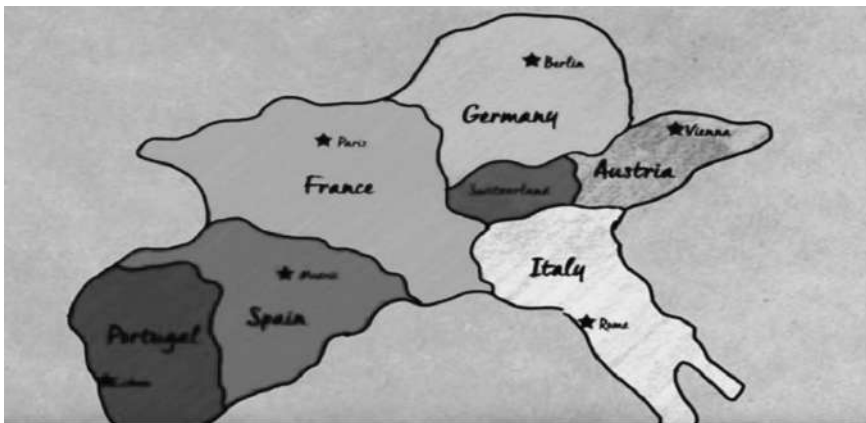 Berlin
Germany
Vienna
Paris
Austria
France
Switzerland
Italy
Madrid
Spain
Rome
Portugal